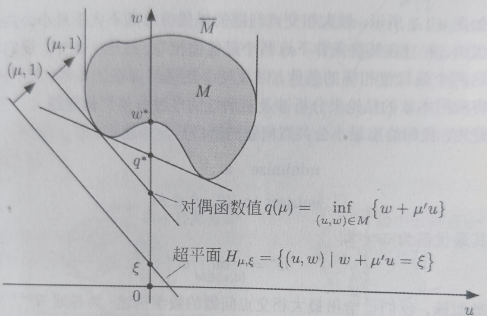 w
M̅
(μ,1)
(μ,1)
M
w*
q*
对偶函数值 q(μ) = inf {w + μ′u}
(u,w)∈M
超平面 H_{μ,ξ} = {(u, w) | w + μ′u = ξ}
ξ
0
u